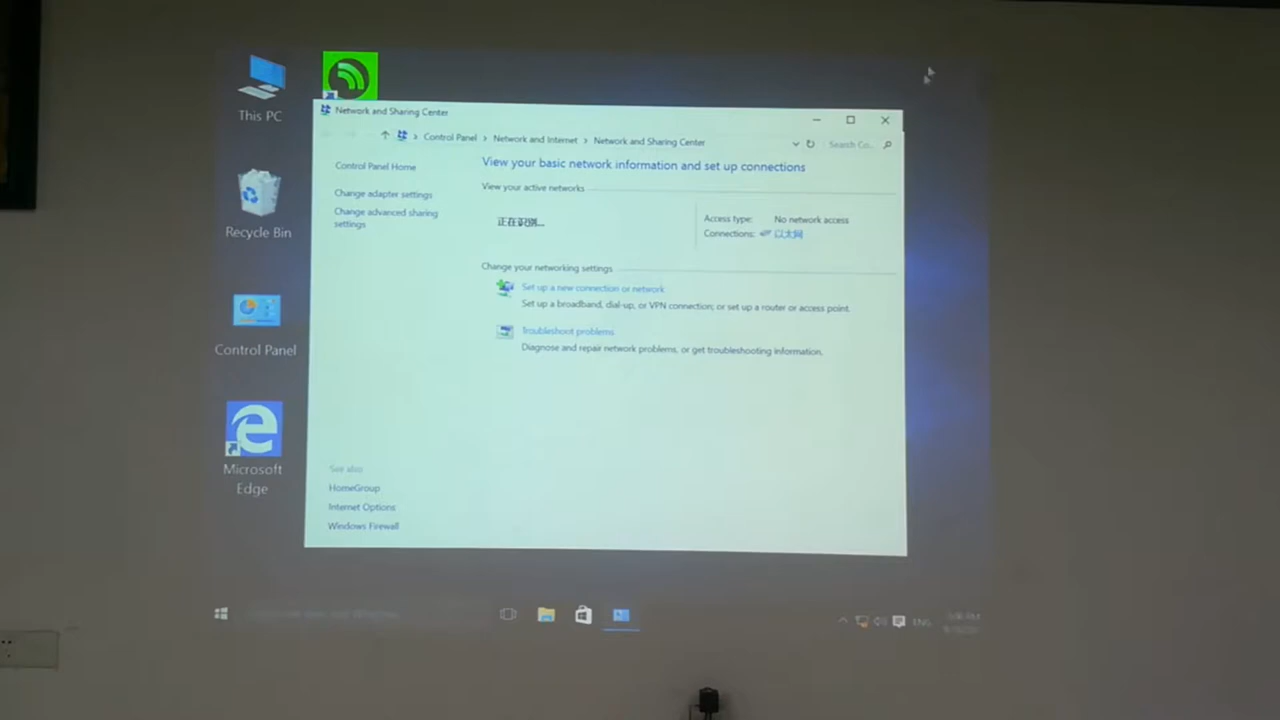 This PC
Recycle Bin
Control Panel
Microsoft
Edge
Network and Sharing Center
Control Panel > Network and Internet > Network and Sharing Center
Search Co...
Control Panel Home
Change adapter settings
Change advanced sharing
settings
View your basic network information and set up connections
View your active networks
正在识别...
Access type: No network access
Connections: 以太网
Change your networking settings
Set up a new connection or network
Set up a broadband, dial-up, or VPN connection; or set up a router or access point.
Troubleshoot problems
Diagnose and repair network problems, or get troubleshooting information.
See also
HomeGroup
Internet Options
Windows Firewall
ENG